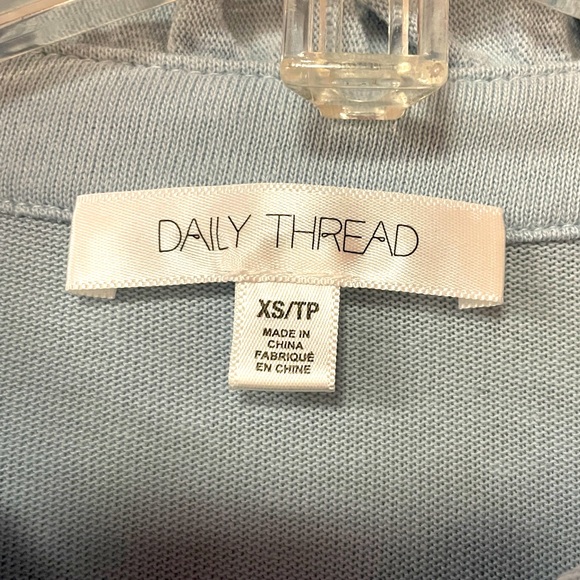 DAILY THREAD
XS/TP
MADE IN
CHINA
FABRIQUÉ
EN CHINE